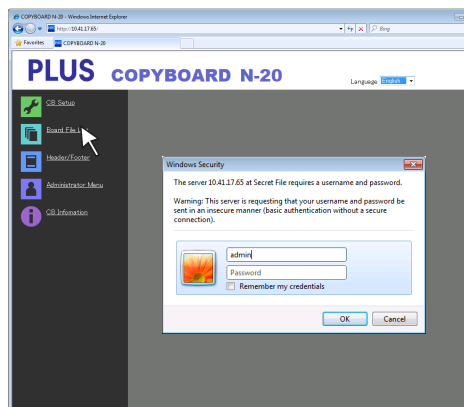 COPYBOARD N-20 - Windows Internet Explorer
http://10.41.17.65/
Bing
Favorites
COPYBOARD N-20
PLUS COPYBOARD N-20
Language English
CB Setup
Board File
Header/Footer
Administrator Menu
CB Infomation
Windows Security
The server 10.41.17.65 at Secret File requires a username and password.
Warning: This server is requesting that your username and password be
sent in an insecure manner (basic authentication without a secure
connection).
admin
Password
Remember my credentials
OK
Cancel